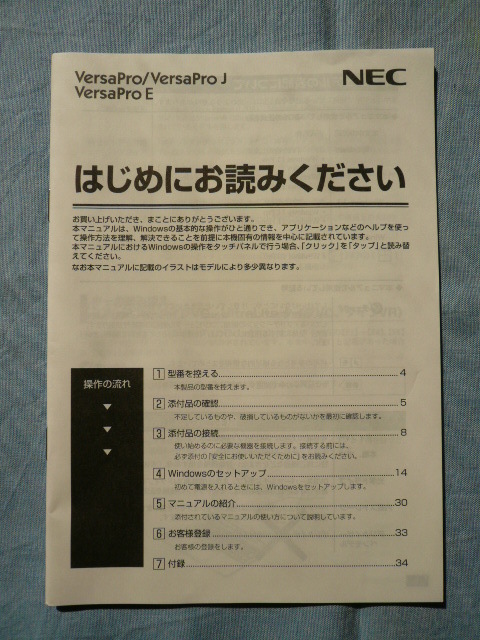 VersaPro/VersaPro J
VersaPro E
NEC
はじめにお読みください
お買い上げいただき、まことにありがとうございます。
本マニュアルは、Windowsの基本的な操作がひと通りでき、アプリケーションなどのヘルプを使っ
て操作方法を理解、解決できることを前提に本機固有の情報を中心に記載されています。
本マニュアルにおけるWindowsの操作をタッチパネルで行う場合、「クリック」を「タップ」と読み替
えてください。
なお本マニュアルに記載のイラストはモデルにより多少異なります。
操作の流れ
1 型番を控える 4
本製品の型番を控えます。
2 添付品の確認 5
不足しているものや、破損しているものがないかを最初に確認します。
3 添付品の接続 8
使い始めるのに必要な機器を接続します。接続する前には、
必ず添付の「安全にお使いいただくために」をお読みください。
4 Windowsのセットアップ 14
初めて電源を入れるときには、Windowsをセットアップします。
5 マニュアルの紹介 30
添付されているマニュアルの使い方について説明しています。
6 お客様登録 33
お客様の登録をします。
7 付録 34